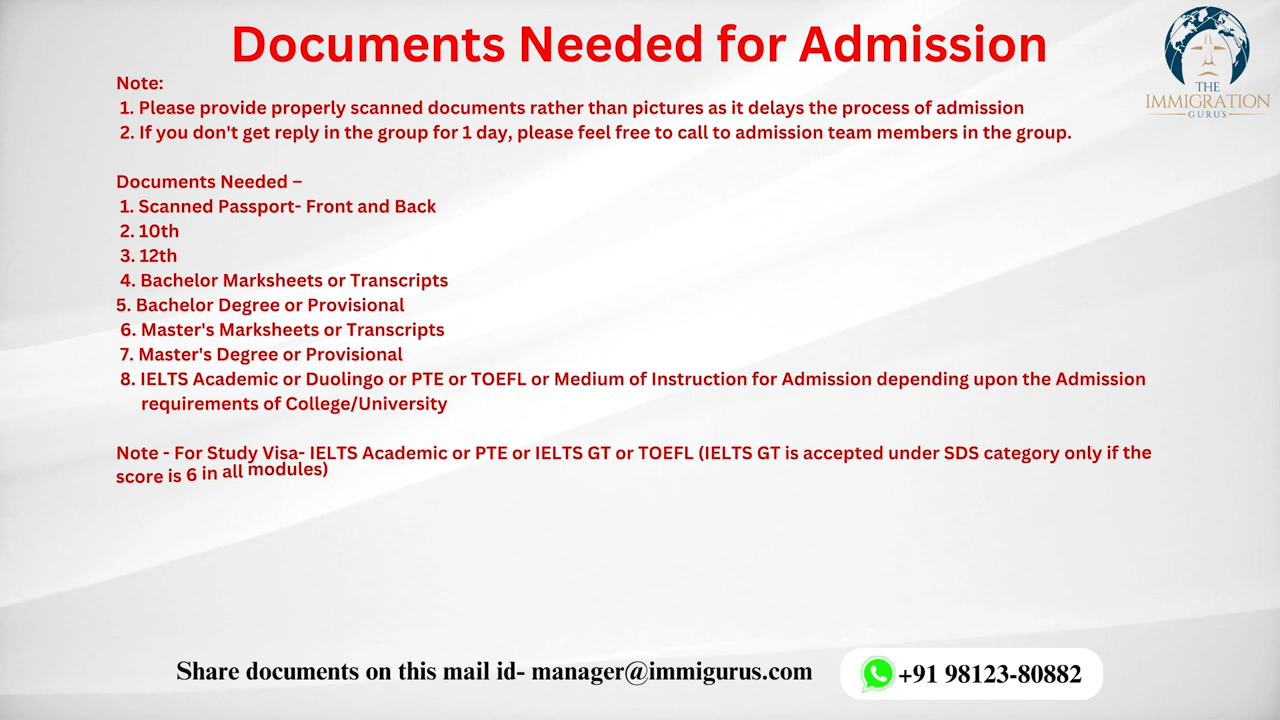 Documents Needed for Admission
THE
IMMIGRATION
GURUS
Note:
1. Please provide properly scanned documents rather than pictures as it delays the process of admission
2. If you don't get reply in the group for 1 day, please feel free to call to admission team members in the group.
Documents Needed –
1. Scanned Passport- Front and Back
2. 10th
3. 12th
4. Bachelor Marksheets or Transcripts
5. Bachelor Degree or Provisional
6. Master's Marksheets or Transcripts
7. Master's Degree or Provisional
8. IELTS Academic or Duolingo or PTE or TOEFL or Medium of Instruction for Admission depending upon the Admission
requirements of College/University
Note - For Study Visa- IELTS Academic or PTE or IELTS GT or TOEFL (IELTS GT is accepted under SDS category only if the
score is 6 in all modules)
Share documents on this mail id- manager@immigurus.com
+91 98123-80882